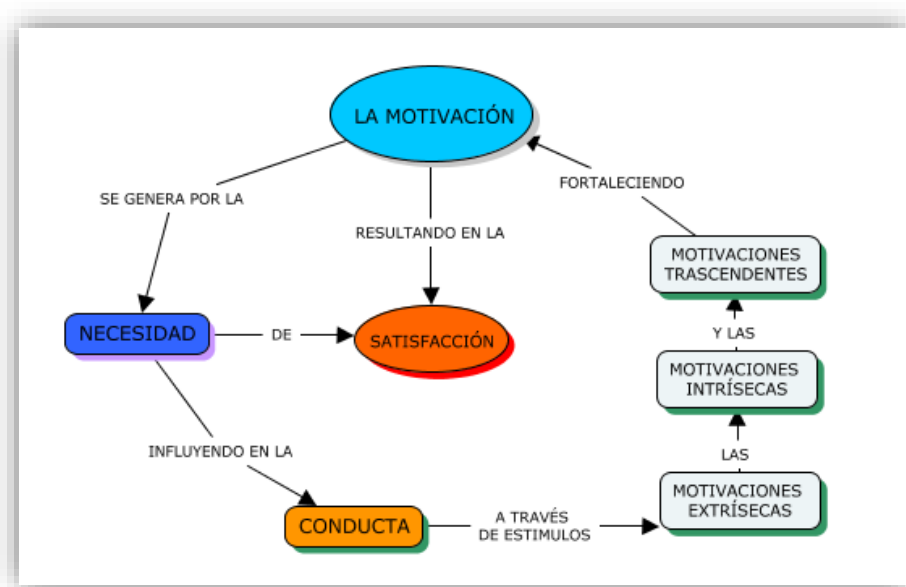 LA MOTIVACIÓN
SE GENERA POR LA
RESULTANDO EN LA
FORTALECIENDO
NECESIDAD
DE
SATISFACCIÓN
INFLUYENDO EN LA
CONDUCTA
A TRAVÉS
DE ESTIMULOS
MOTIVACIONES
EXTRÍSECAS
LAS
MOTIVACIONES
INTRÍSECAS
Y LAS
MOTIVACIONES
TRASCENDENTES